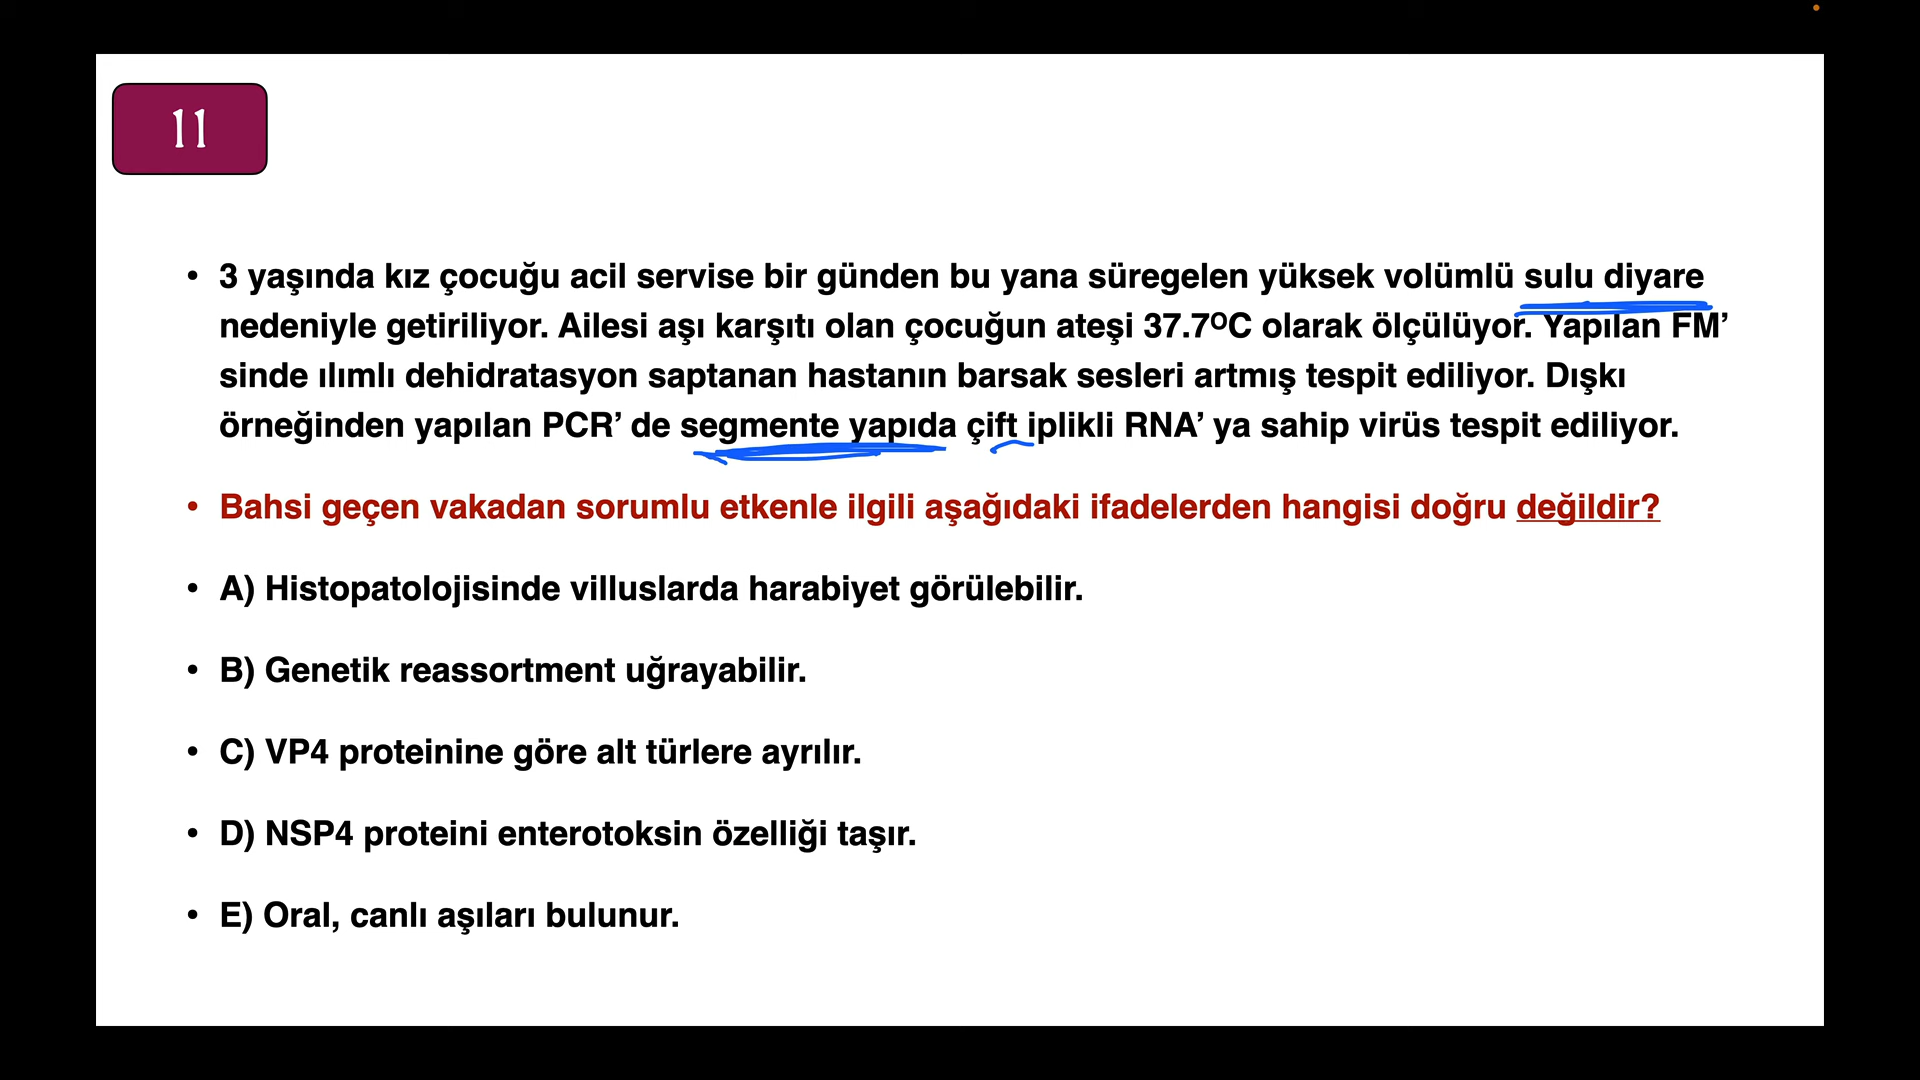 11
• 3 yaşında kız çocuğu acil servise bir günden bu yana süregelen yüksek volümlü sulu diyare
nedeniyle getiriliyor. Ailesi aşı karşıtı olan çocuğun ateşi 37.7ºC olarak ölçülüyor. Yapılan FM’
sinde ılımlı dehidratasyon saptanan hastanın barsak sesleri artmış tespit ediliyor. Dışkı
örneğinden yapılan PCR’ de segmente yapıda çift iplikli RNA’ ya sahip virüs tespit ediliyor.
• Bahsi geçen vakadan sorumlu etkenle ilgili aşağıdaki ifadelerden hangisi doğru değildir?
• A) Histopatolojisinde villuslarda harabiyet görülebilir.
• B) Genetik reassortment uğrayabilir.
• C) VP4 proteinine göre alt türlere ayrılır.
• D) NSP4 proteini enterotoksin özelliği taşır.
• E) Oral, canlı aşıları bulunur.